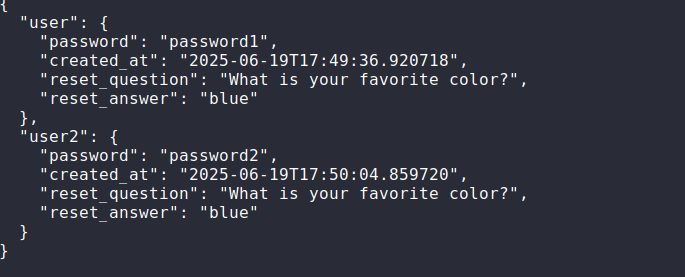 {
  "user": {
    "password": "password1",
    "created_at": "2025-06-19T17:49:36.920718",
    "reset_question": "What is your favorite color?",
    "reset_answer": "blue"
  },
  "user2": {
    "password": "password2",
    "created_at": "2025-06-19T17:50:04.859720",
    "reset_question": "What is your favorite color?",
    "reset_answer": "blue"
  }
}